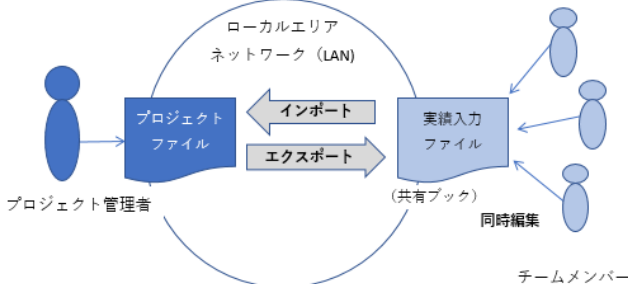 ローカルエリア
ネットワーク（LAN)
プロジェクト
ファイル
インポート
エクスポート
実績入力
ファイル
（共有ブック）
プロジェクト管理者
同時編集
チームメンバー